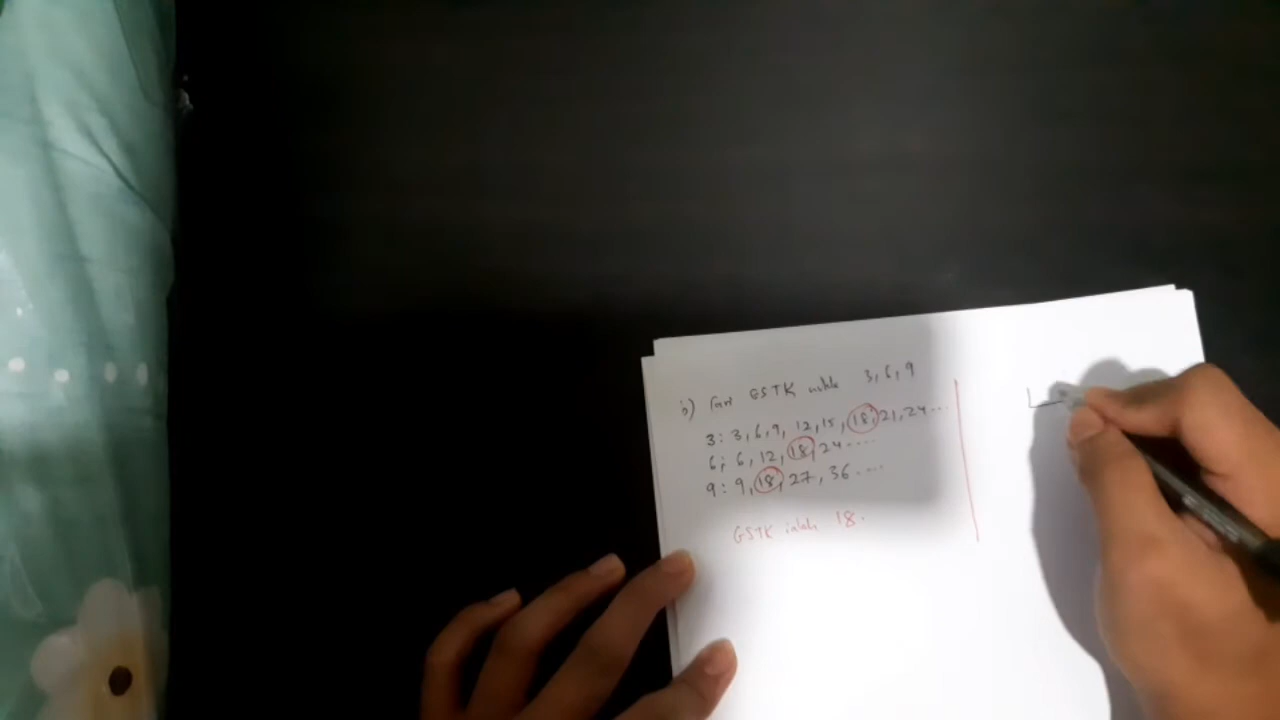 b) Cari GSTK untuk 3, 6, 9
3: 3, 6, 9, 12, 15, 18, 21, 24...
6: 6, 12, 18, 24....
9: 9, 18, 27, 36....
GSTK ialah 18.